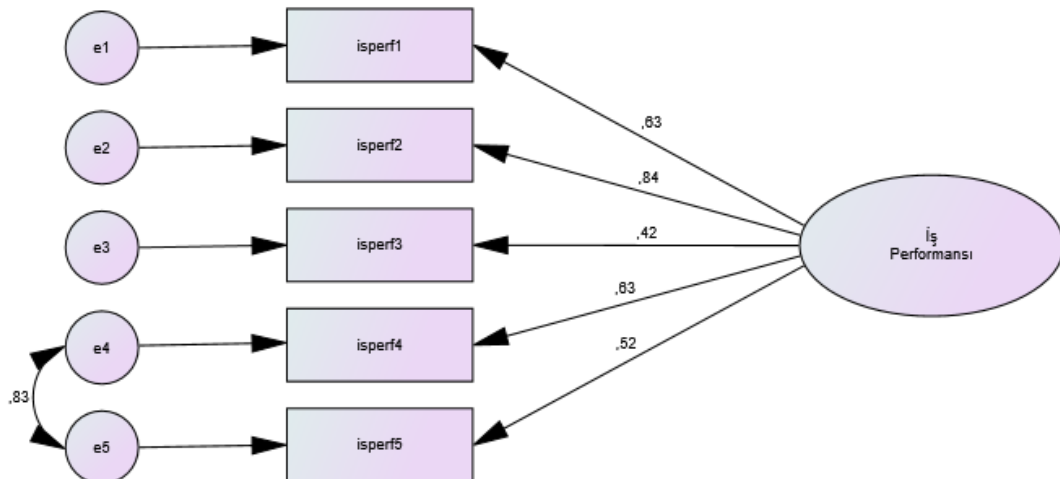 e1
isperf1
,63
e2
isperf2
,84
e3
isperf3
,42
İş
Performansı
e4
isperf4
,63
,83
e5
isperf5
,52